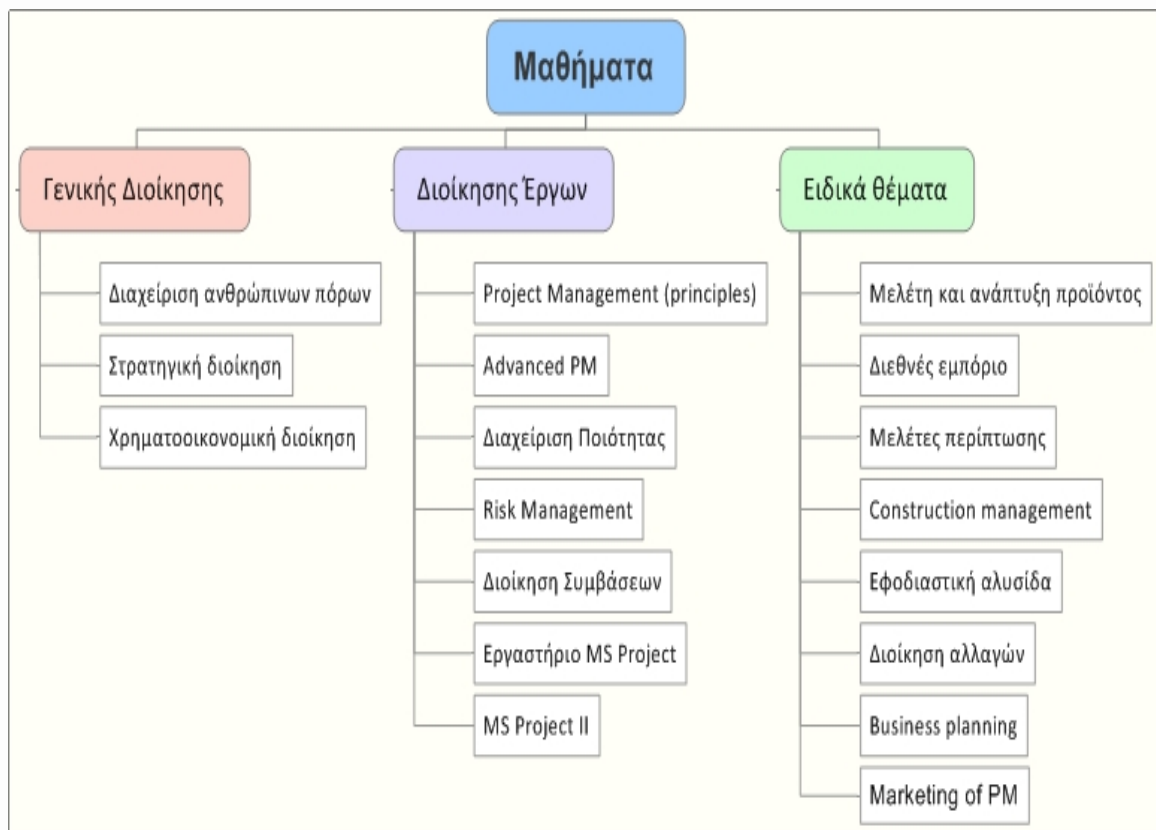 Μαθήματα
Γενικής Διοίκησης
Διαχείριση ανθρώπινων πόρων
Στρατηγική διοίκηση
Χρηματοοικονομική διοίκηση
Διοίκησης Έργων
Project Management (principles)
Advanced PM
Διαχείριση Ποιότητας
Risk Management
Διοίκηση Συμβάσεων
Εργαστήριο MS Project
MS Project II
Ειδικά θέματα
Μελέτη και ανάπτυξη προϊόντος
Διεθνές εμπόριο
Μελέτες περίπτωσης
Construction management
Εφοδιαστική αλυσίδα
Διοίκηση αλλαγών
Business planning
Marketing of PM